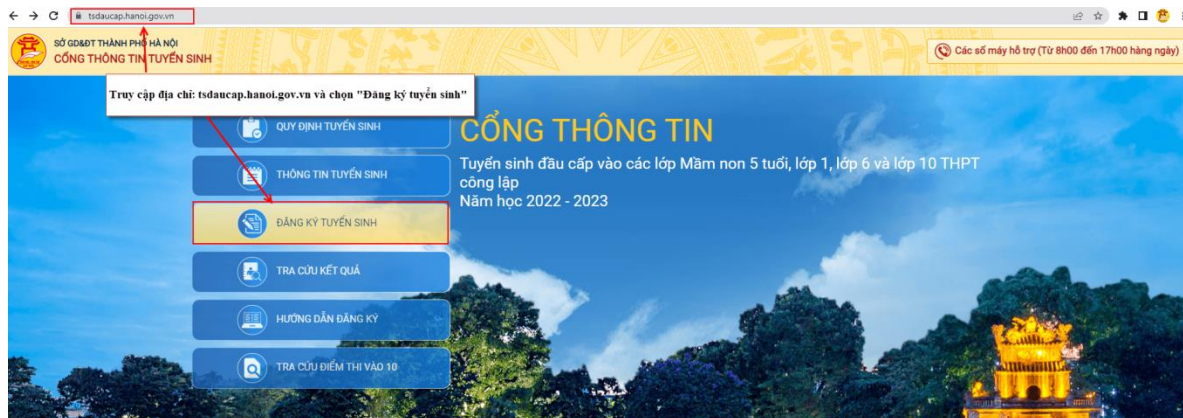 tsdaucap.hanoi.gov.vn
SỞ GD&ĐT THÀNH PHỐ HÀ NỘI
CỔNG THÔNG TIN TUYỂN SINH
Các số máy hỗ trợ (Từ 8h00 đến 17h00 hàng ngày)
Truy cập địa chỉ: tsdaucap.hanoi.gov.vn và chọn "Đăng ký tuyển sinh"
QUY ĐỊNH TUYỂN SINH
THÔNG TIN TUYỂN SINH
ĐĂNG KÝ TUYỂN SINH
TRA CỨU KẾT QUẢ
HƯỚNG DẪN ĐĂNG KÝ
TRA CỨU ĐIỂM THI VÀO 10
CỔNG THÔNG TIN
Tuyển sinh đầu cấp vào các lớp Mầm non 5 tuổi, lớp 1, lớp 6 và lớp 10 THPT
công lập
Năm học 2022 - 2023